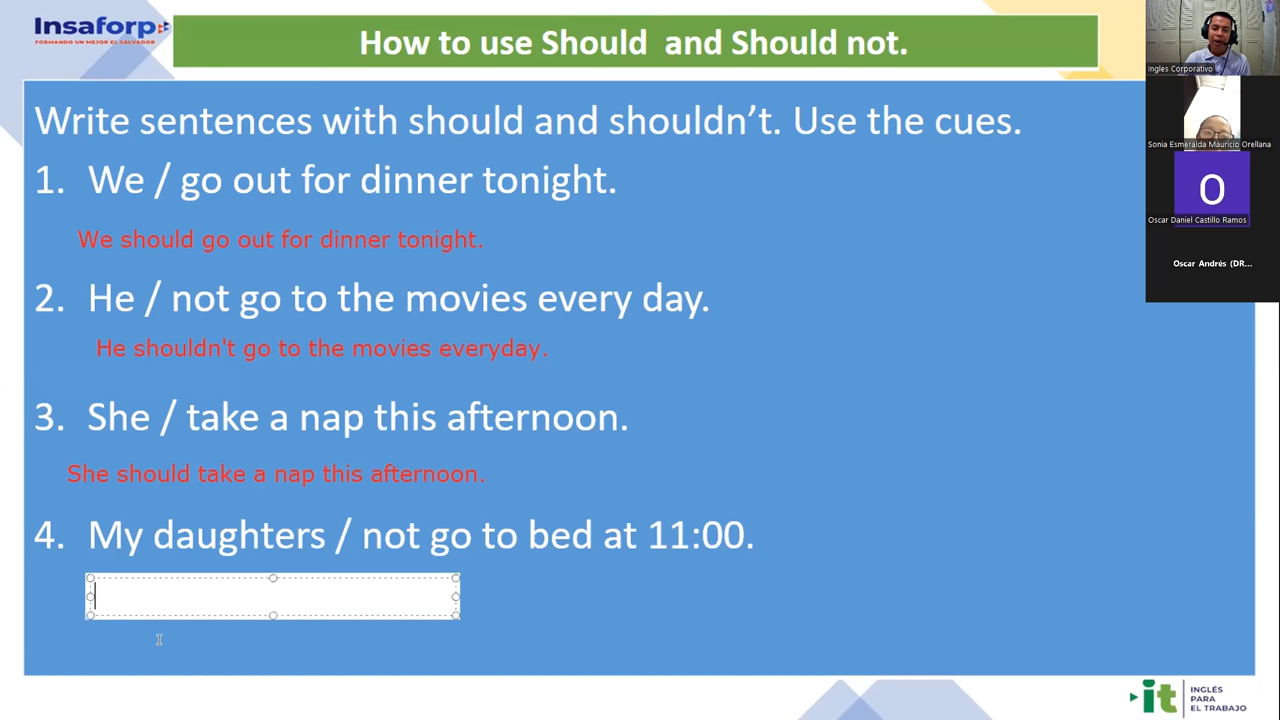 Insaforp
FORMANDO UN MEJOR EL SALVADOR
How to use Should and Should not.
Write sentences with should and shouldn't. Use the cues.
1. We / go out for dinner tonight.
We should go out for dinner tonight.
2. He / not go to the movies every day.
He shouldn't go to the movies everyday.
3. She / take a nap this afternoon.
She should take a nap this afternoon.
4. My daughters / not go to bed at 11:00.
Ingles Corporativo
Sonia Esmeralda Mauricio Orellana
O
Oscar Daniel Castillo Ramos
Oscar Andrés (DR...
it
INGLÉS
PARA
EL TRABAJO